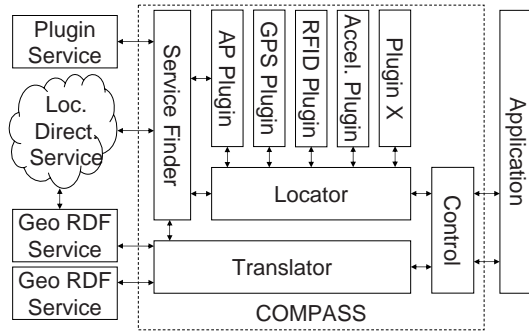 Plugin
Service
Loc.
Direct.
Service
Geo RDF
Service
Geo RDF
Service
Service Finder
AP Plugin
GPS Plugin
RFID Plugin
Accel. Plugin
Plugin X
Locator
Translator
Control
COMPASS
Application